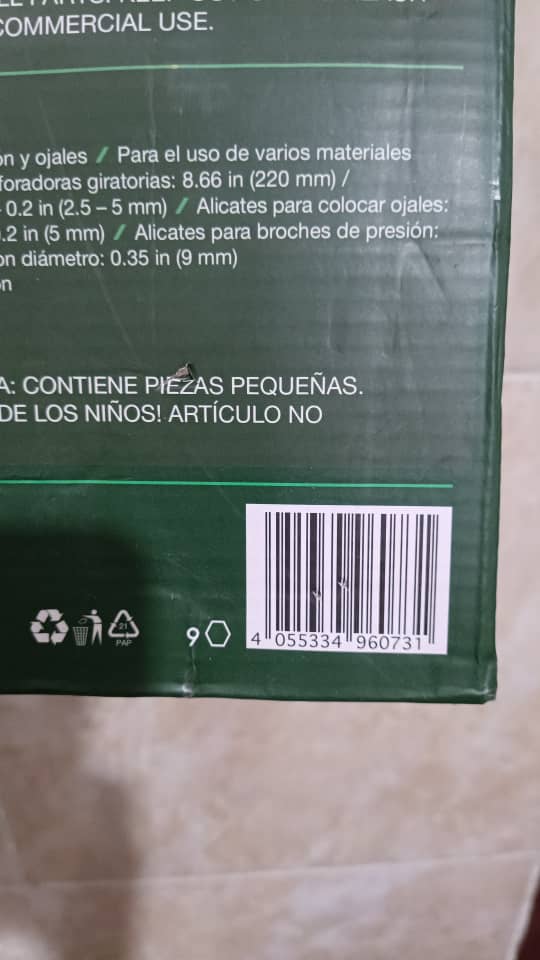 COMMERCIAL USE.
ón y ojales / Para el uso de varios materiales
foradoras giratorias: 8.66 in (220 mm) /
0.2 in (2.5 – 5 mm) / Alicates para colocar ojales:
.2 in (5 mm) / Alicates para broches de presión:
on diámetro: 0.35 in (9 mm)
ón
A: CONTIENE PIEZAS PEQUEÑAS.
DE LOS NIÑOS! ARTÍCULO NO
21
PAP
9
4 055334 960731